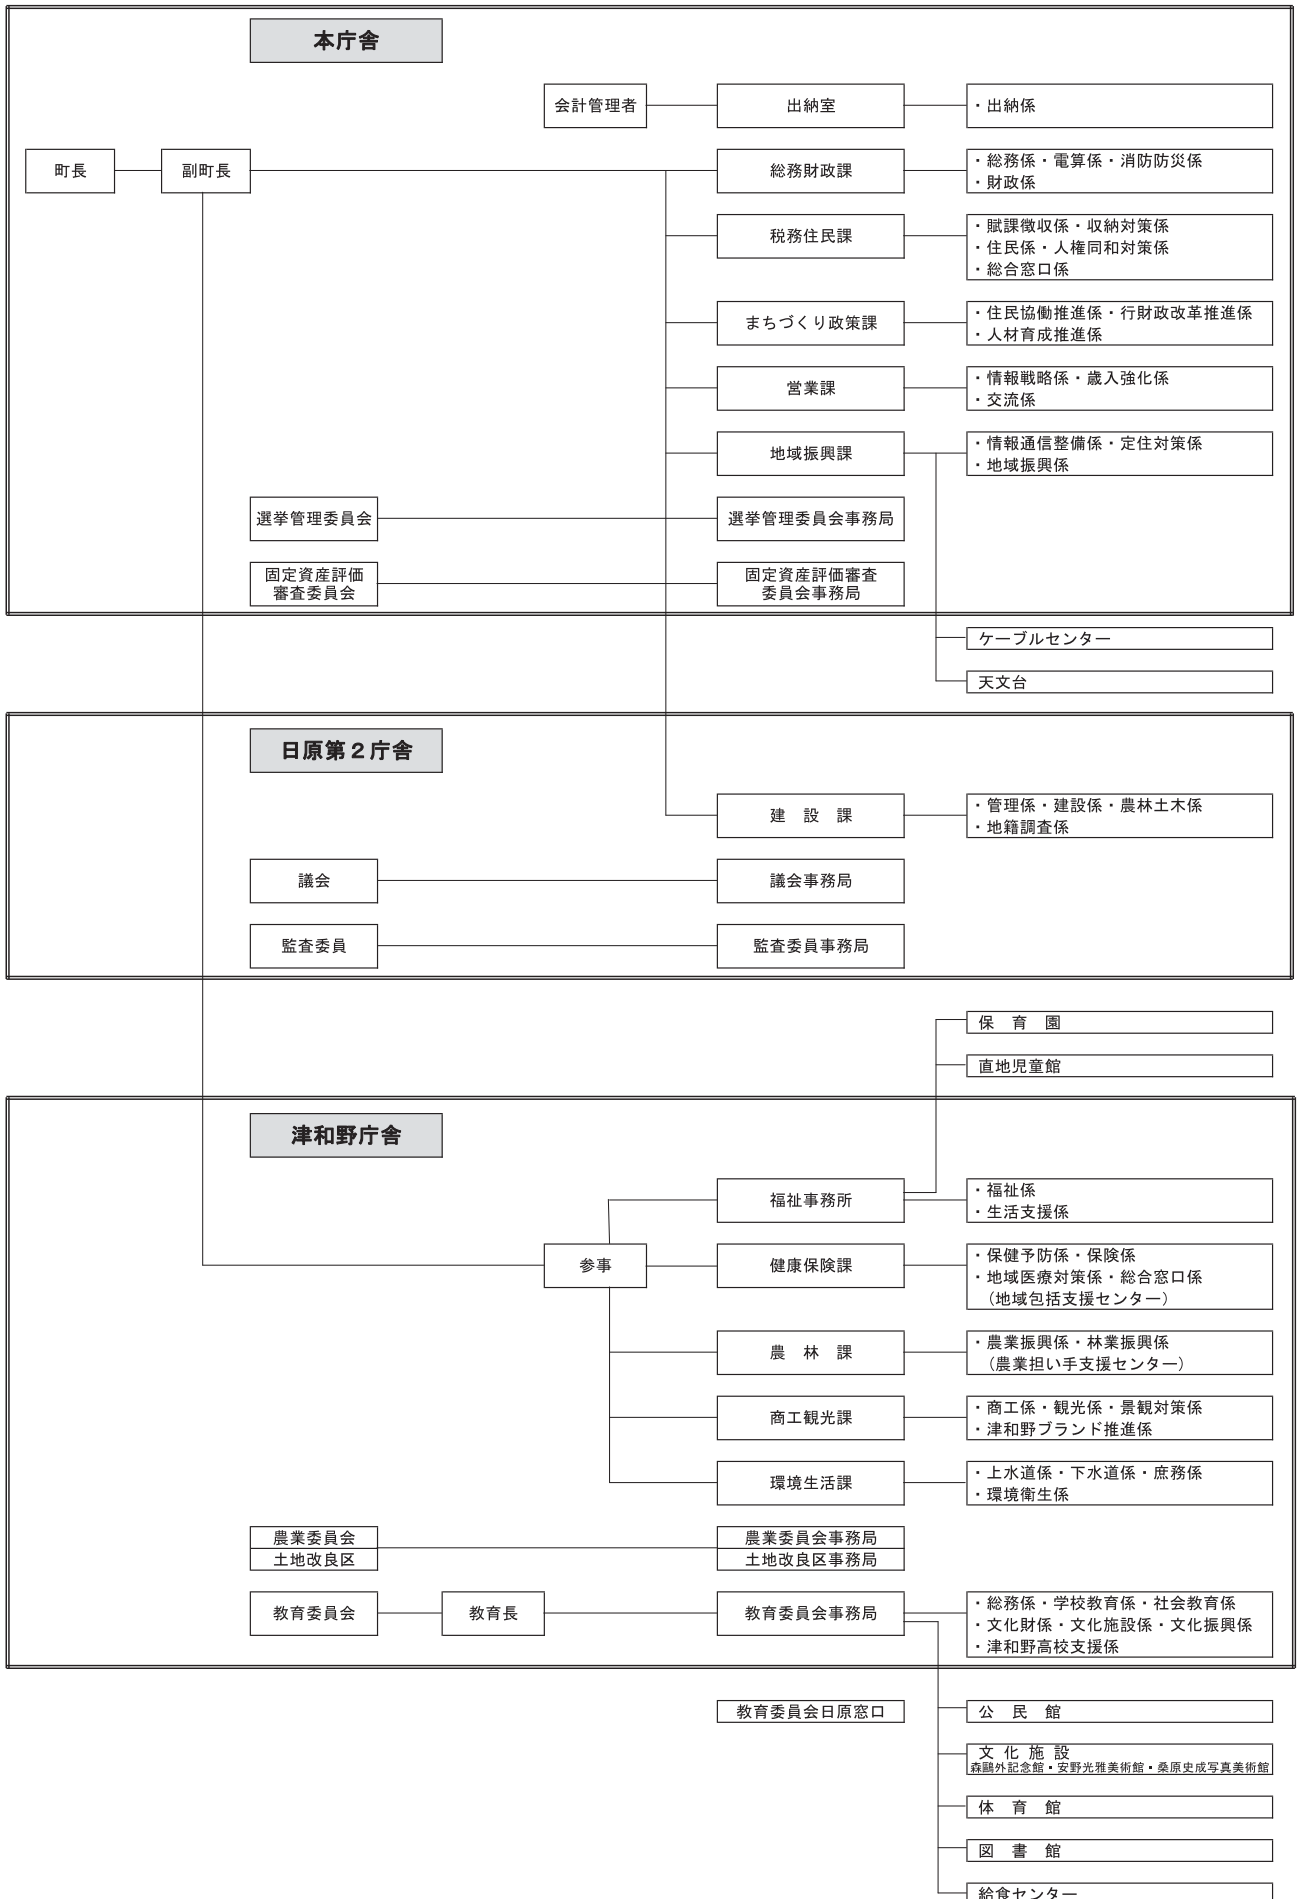 本庁舎
会計管理者
出納室
・出納係
町長
副町長
総務財政課
・総務係・電算係・消防防災係
・財政係
税務住民課
・賦課徴収係・収納対策係
・住民係・人権同和対策係
・総合窓口係
まちづくり政策課
・住民協働推進係・行財政改革推進係
・人材育成推進係
営業課
・情報戦略係・歳入強化係
・交流係
地域振興課
・情報通信整備係・定住対策係
・地域振興係
選挙管理委員会
選挙管理委員会事務局
固定資産評価
審査委員会
固定資産評価審査
委員会事務局
ケーブルセンター
天文台
日原第２庁舎
建　設　課
・管理係・建設係・農林土木係
・地籍調査係
議会
議会事務局
監査委員
監査委員事務局
保　育　園
直地児童館
津和野庁舎
福祉事務所
・福祉係
・生活支援係
参事
健康保険課
・保健予防係・保険係
・地域医療対策係・総合窓口係
（地域包括支援センター）
農　林　課
・農業振興係・林業振興係
（農業担い手支援センター）
商工観光課
・商工係・観光係・景観対策係
・津和野ブランド推進係
環境生活課
・上水道係・下水道係・庶務係
・環境衛生係
農業委員会
土地改良区
農業委員会事務局
土地改良区事務局
教育委員会
教育長
教育委員会事務局
・総務係・学校教育係・社会教育係
・文化財係・文化施設係・文化振興係
・津和野高校支援係
教育委員会日原窓口
公　民　館
文 化 施 設
森鷗外記念館・安野光雅美術館・桑原史成写真美術館
体　育　館
図　書　館
給食センター